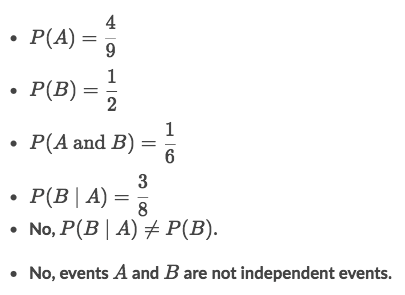 • P(A) = 4/9
• P(B) = 1/2
• P(A and B) = 1/6
• P(B | A) = 3/8
• No, P(B | A) ≠ P(B).
• No, events A and B are not independent events.